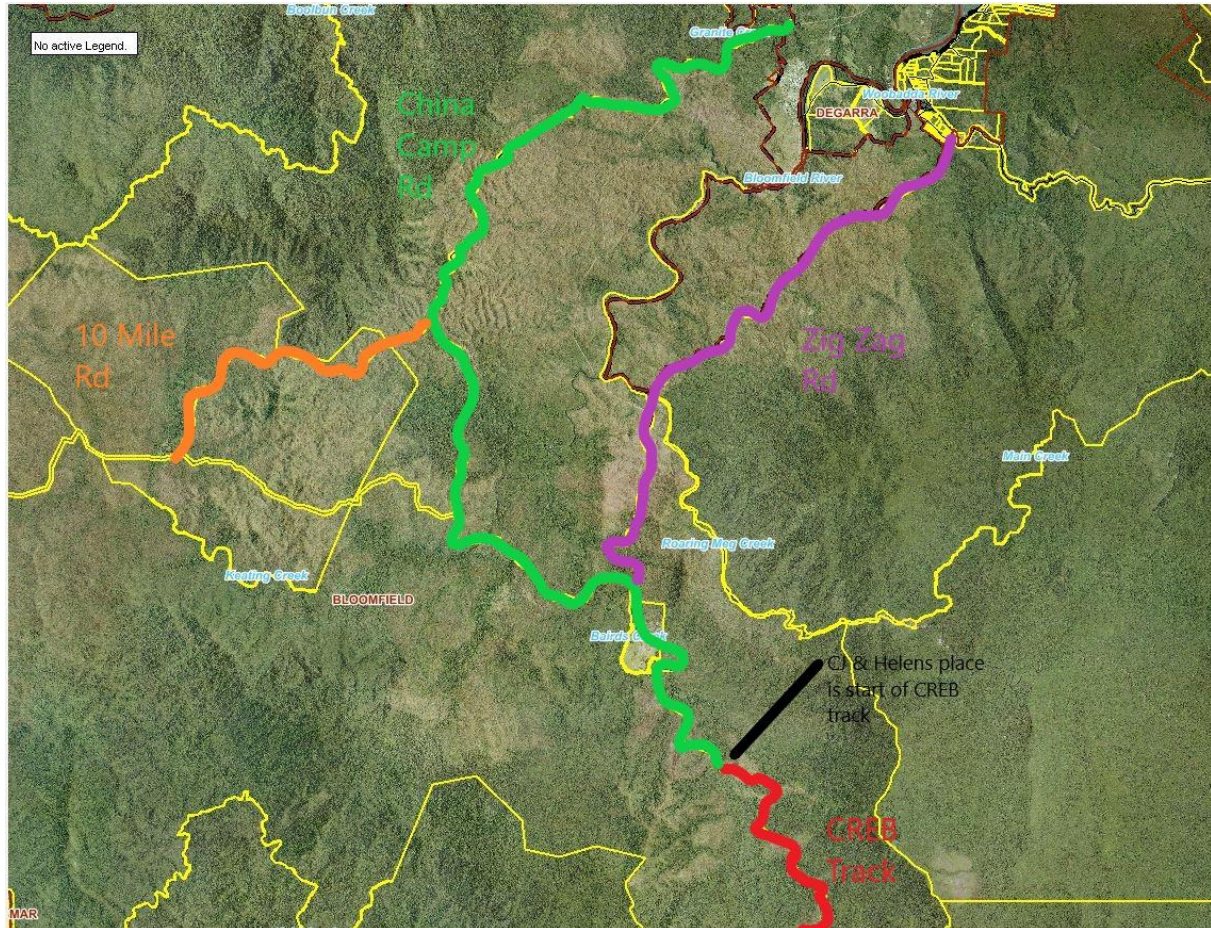 Boolbun Creek
No active Legend.
Granite Cr
China
Camp
Rd
Woobadda River
DEGARRA
Bloomfield River
10 Mile
Rd
Zig Zag
Rd
Main Creek
Roaring Meg Creek
Keating Creek
BLOOMFIELD
Bairds Creek
CJ & Helens place
is start of CREB
track
CREB
Track
MAR